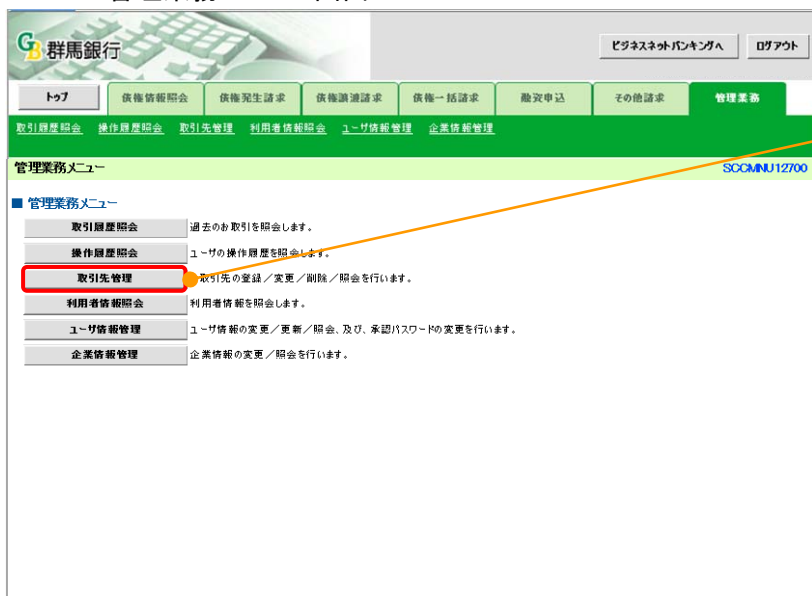 群馬銀行
ビジネスネットバンキングへ ログアウト
トップ 債権情報照会 債権発生請求 債権譲渡請求 債権一括請求 融資申込 その他請求 管理業務
取引履歴照会 操作履歴照会 取引先管理 利用者情報照会 ユーザ情報管理 企業情報管理
管理業務メニュー SCCMNU12700
■ 管理業務メニュー
取引履歴照会 過去のお取引を照会します。
操作履歴照会 ユーザの操作履歴を照会します。
取引先管理 取引先の登録／変更／削除／照会を行います。
利用者情報照会 利用者情報を照会します。
ユーザ情報管理 ユーザ情報の変更／更新／照会、及び、承認パスワードの変更を行います。
企業情報管理 企業情報の変更／照会を行います。